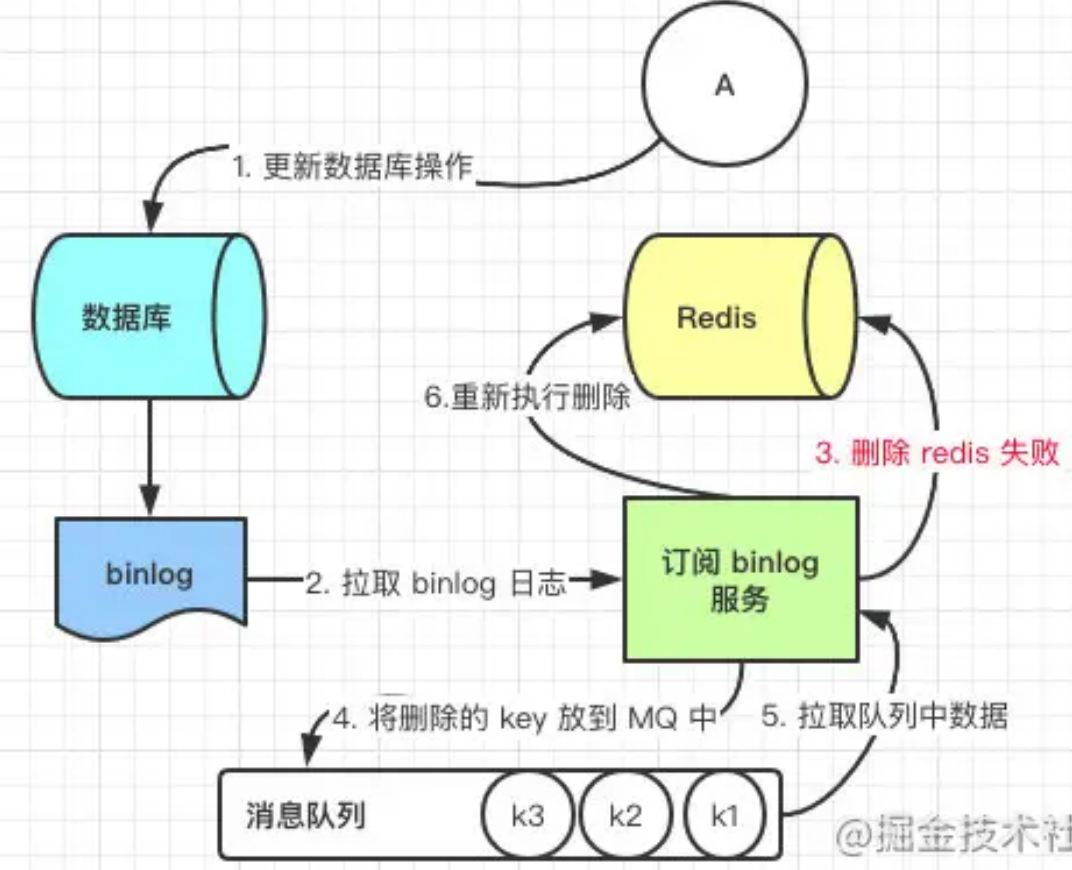 A
1. 更新数据库操作
数据库
Redis
6.重新执行删除
3. 删除 redis 失败
binlog
2. 拉取 binlog 日志
订阅 binlog
服务
4. 将删除的 key 放到 MQ 中
5. 拉取队列中数据
消息队列
k3
k2
k1
@掘金技术社